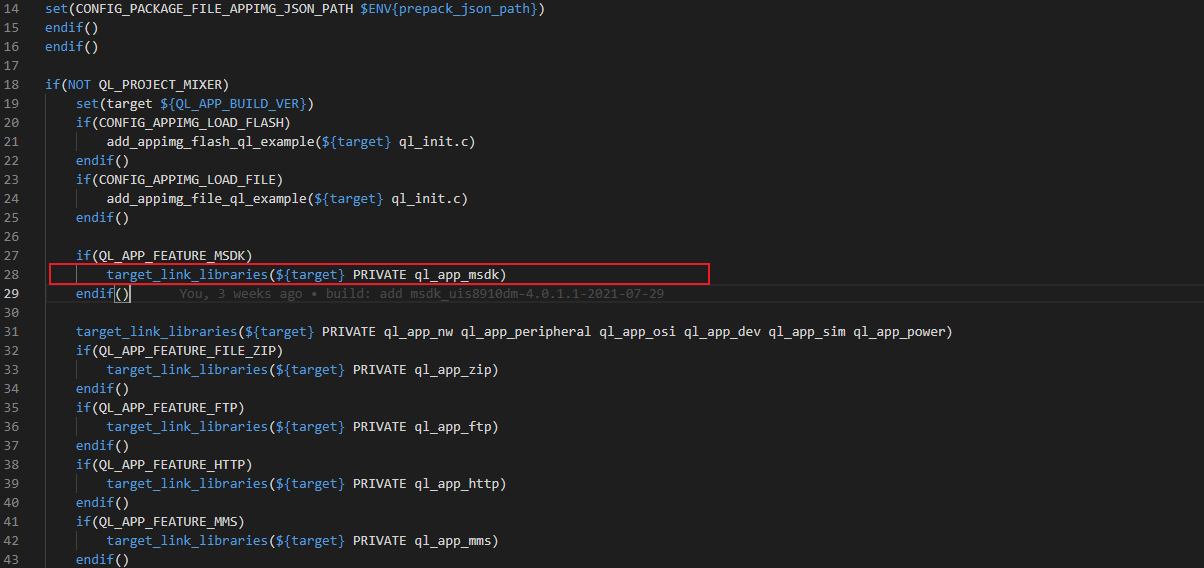 14 set(CONFIG_PACKAGE_FILE_APPIMG_JSON_PATH $ENV{prepack_json_path})
15 endif()
16 endif()
17
18 if(NOT QL_PROJECT_MIXER)
19 set(target ${QL_APP_BUILD_VER})
20 if(CONFIG_APPIMG_LOAD_FLASH)
21 add_appimg_flash_ql_example(${target} ql_init.c)
22 endif()
23 if(CONFIG_APPIMG_LOAD_FILE)
24 add_appimg_file_ql_example(${target} ql_init.c)
25 endif()
26
27 if(QL_APP_FEATURE_MSDK)
28 target_link_libraries(${target} PRIVATE ql_app_msdk)
29 endif() You, 3 weeks ago • build: add msdk_uis8910dm-4.0.1.1-2021-07-29
30
31 target_link_libraries(${target} PRIVATE ql_app_nw ql_app_peripheral ql_app_osi ql_app_dev ql_app_sim ql_app_power)
32 if(QL_APP_FEATURE_FILE_ZIP)
33 target_link_libraries(${target} PRIVATE ql_app_zip)
34 endif()
35 if(QL_APP_FEATURE_FTP)
36 target_link_libraries(${target} PRIVATE ql_app_ftp)
37 endif()
38 if(QL_APP_FEATURE_HTTP)
39 target_link_libraries(${target} PRIVATE ql_app_http)
40 endif()
41 if(QL_APP_FEATURE_MMS)
42 target_link_libraries(${target} PRIVATE ql_app_mms)
43 endif()